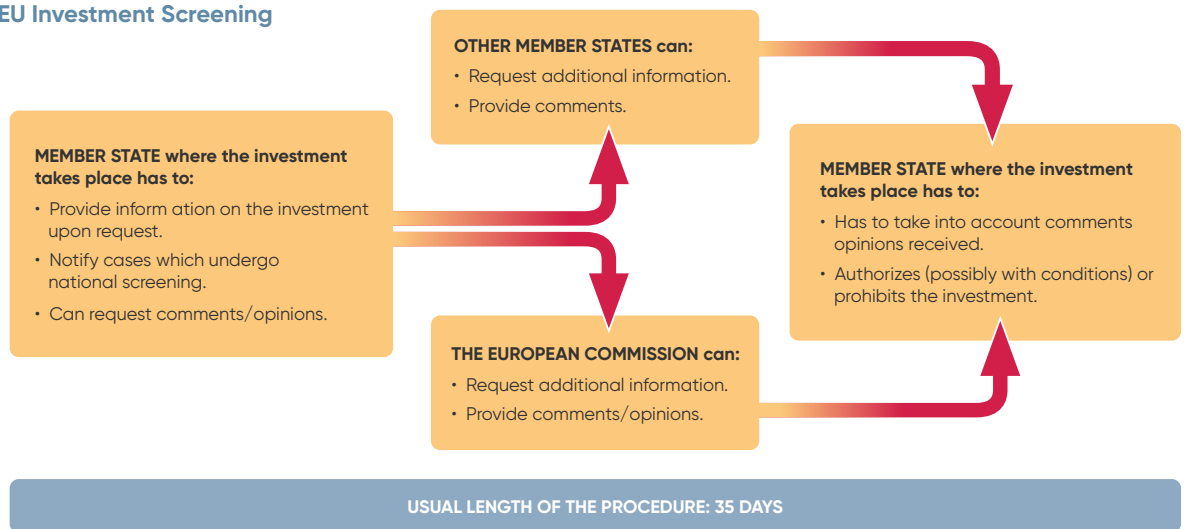 EU Investment Screening
OTHER MEMBER STATES can:
• Request additional information.
• Provide comments.
MEMBER STATE where the investment
takes place has to:
• Provide inform ation on the investment
upon request.
• Notify cases which undergo
national screening.
• Can request comments/opinions.
THE EUROPEAN COMMISSION can:
• Request additional information.
• Provide comments/opinions.
MEMBER STATE where the investment
takes place has to:
• Has to take into account comments
opinions received.
• Authorizes (possibly with conditions) or
prohibits the investment.
USUAL LENGTH OF THE PROCEDURE: 35 DAYS